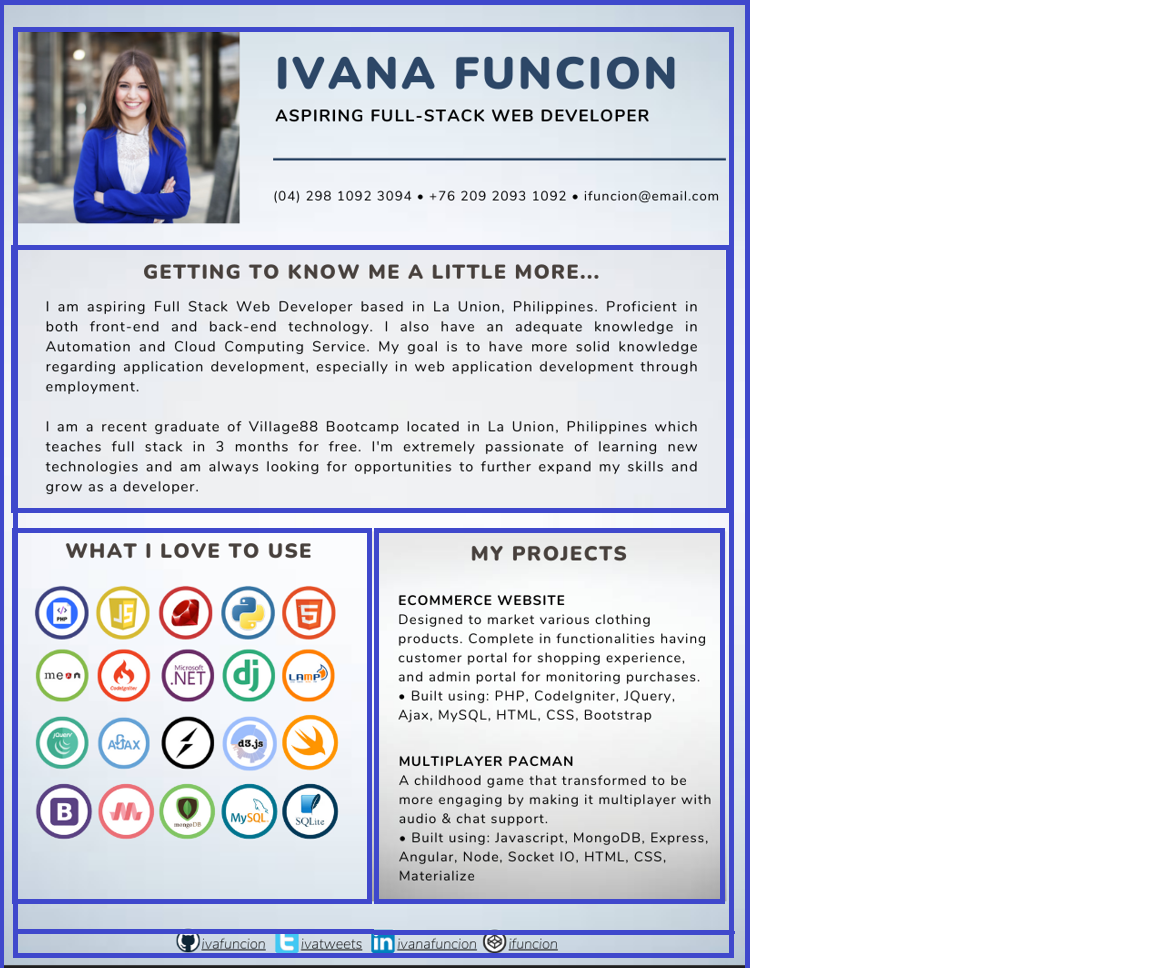 IVANA FUNCION
ASPIRING FULL-STACK WEB DEVELOPER
(04) 298 1092 3094 • +76 209 2093 1092 • ifuncion@email.com
GETTING TO KNOW ME A LITTLE MORE...
I am aspiring Full Stack Web Developer based in La Union, Philippines. Proficient in
both front-end and back-end technology. I also have an adequate knowledge in
Automation and Cloud Computing Service. My goal is to have more solid knowledge
regarding application development, especially in web application development through
employment.
I am a recent graduate of Village88 Bootcamp located in La Union, Philippines which
teaches full stack in 3 months for free. I'm extremely passionate of learning new
technologies and am always looking for opportunities to further expand my skills and
grow as a developer.
WHAT I LOVE TO USE
</> PHP
JS
5
mean
CodeIgniter
Microsoft .NET
dj
LAMP
jQuery
AJAX
d3.js
B
mongoDB
MySQL
SQLite
MY PROJECTS
ECOMMERCE WEBSITE
Designed to market various clothing
products. Complete in functionalities having
customer portal for shopping experience,
and admin portal for monitoring purchases.
• Built using: PHP, CodeIgniter, JQuery,
Ajax, MySQL, HTML, CSS, Bootstrap
MULTIPLAYER PACMAN
A childhood game that transformed to be
more engaging by making it multiplayer with
audio & chat support.
• Built using: Javascript, MongoDB, Express,
Angular, Node, Socket IO, HTML, CSS,
Materialize
ivafuncion ivatweets in ivanafuncion ifuncion